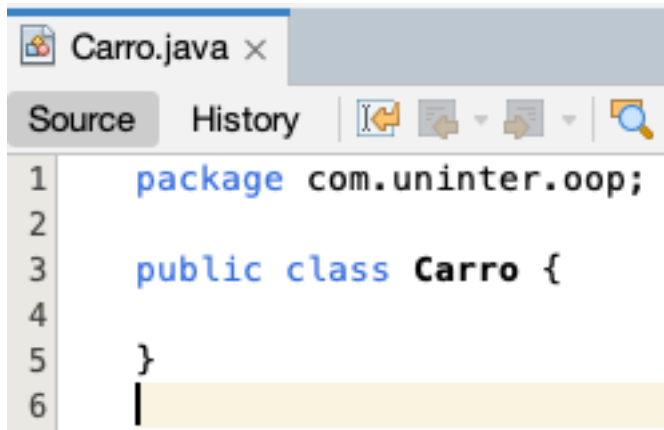 Carro.java ×
Source History
1 package com.uninter.oop;
2
3 public class Carro {
4
5 }
6